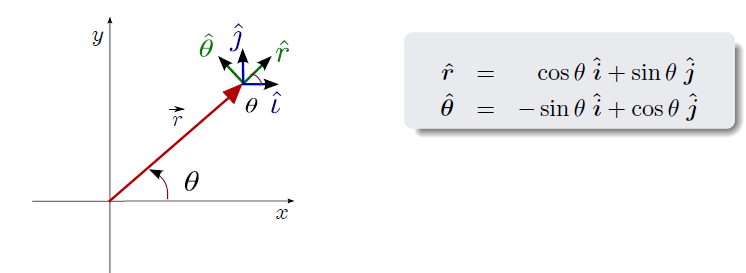 y
θ̂
ĵ
r̂
θ
î
r⃗
θ
x
r̂ = cos θ î + sin θ ĵ
θ̂ = − sin θ î + cos θ ĵ